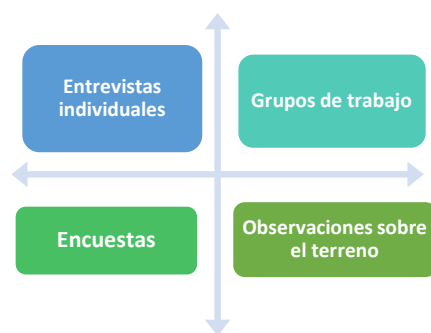 Entrevistas
individuales
Grupos de trabajo
Encuestas
Observaciones sobre
el terreno